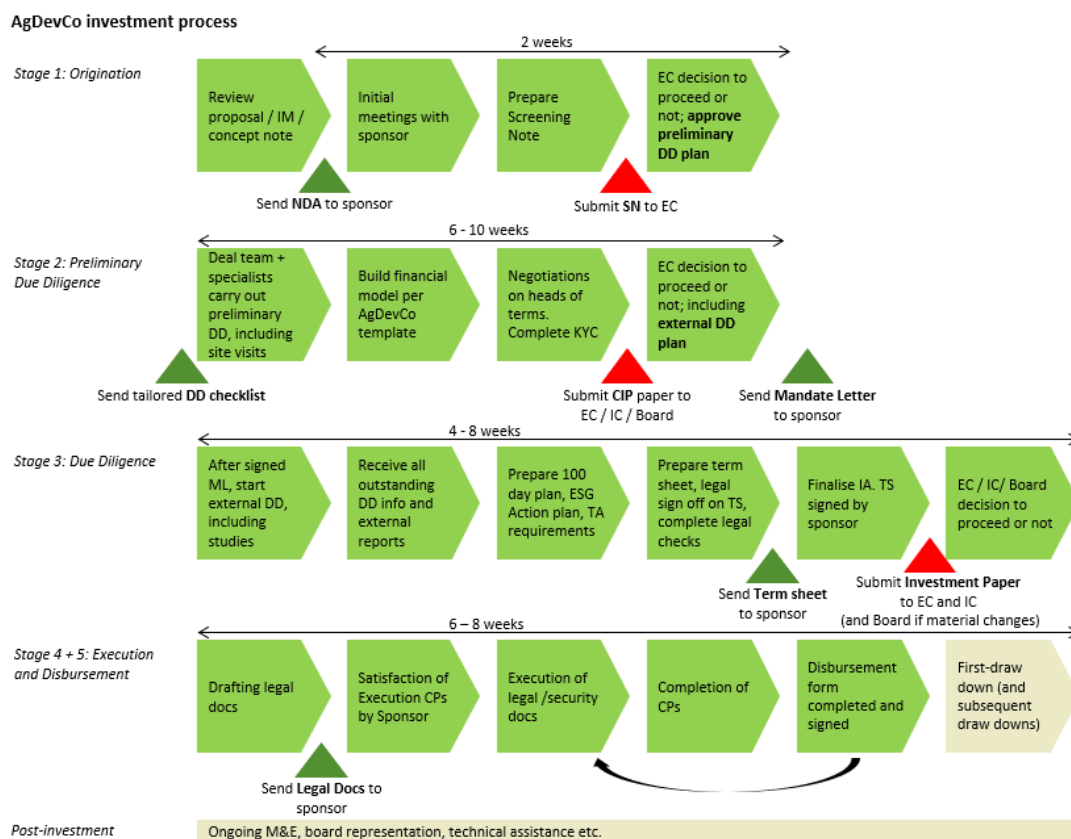 AgDevCo investment process
2 weeks
Stage 1: Origination
Review
proposal / IM /
concept note
Initial
meetings with
sponsor
Prepare
Screening
Note
EC decision to
proceed or
not; approve
preliminary
DD plan
Send NDA to sponsor
Submit SN to EC
6 - 10 weeks
Stage 2: Preliminary
Due Diligence
Deal team +
specialists
carry out
preliminary
DD, including
site visits
Build financial
model per
AgDevCo
template
Negotiations
on heads of
terms.
Complete KYC
EC decision to
proceed or
not; including
external DD
plan
Send tailored DD checklist
Submit CIP paper to
EC / IC / Board
Send Mandate Letter
to sponsor
4 - 8 weeks
Stage 3: Due Diligence
After signed
ML, start
external DD,
including
studies
Receive all
outstanding
DD info and
external
reports
Prepare 100
day plan, ESG
Action plan, TA
requirements
Prepare term
sheet, legal
sign off on TS,
complete legal
checks
Finalise IA. TS
signed by
sponsor
EC / IC/ Board
decision to
proceed or not
Send Term sheet
to sponsor
Submit Investment Paper
to EC and IC
(and Board if material changes)
6 – 8 weeks
Stage 4 + 5: Execution
and Disbursement
Drafting legal
docs
Satisfaction of
Execution CPs
by Sponsor
Execution of
legal /security
docs
Completion of
CPs
Disbursement
form
completed and
signed
First-draw
down (and
subsequent
draw downs)
Send Legal Docs to
sponsor
Post-investment
Ongoing M&E, board representation, technical assistance etc.